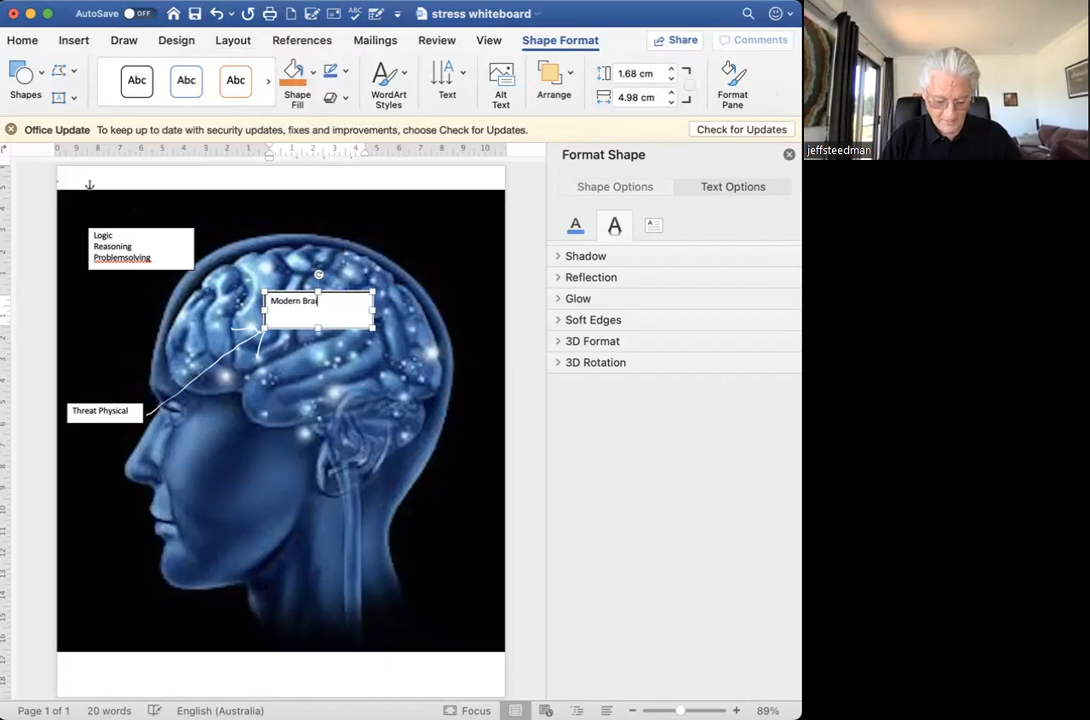 AutoSave OFF
stress whiteboard
Home Insert Draw Design Layout References Mailings Review View Shape Format Share Comments
Shapes
Abc Abc Abc
Shape Fill
WordArt Styles
Text
Alt Text
Arrange
1.68 cm
4.98 cm
Format Pane
Office Update To keep up to date with security updates, fixes and improvements, choose Check for Updates. Check for Updates
jeffsteedman
Format Shape
Shape Options Text Options
Shadow
Reflection
Glow
Soft Edges
3D Format
3D Rotation
Logic
Reasoning
Problemsolving
Modern Brai
Threat Physical
Page 1 of 1 20 words English (Australia) Focus 89%